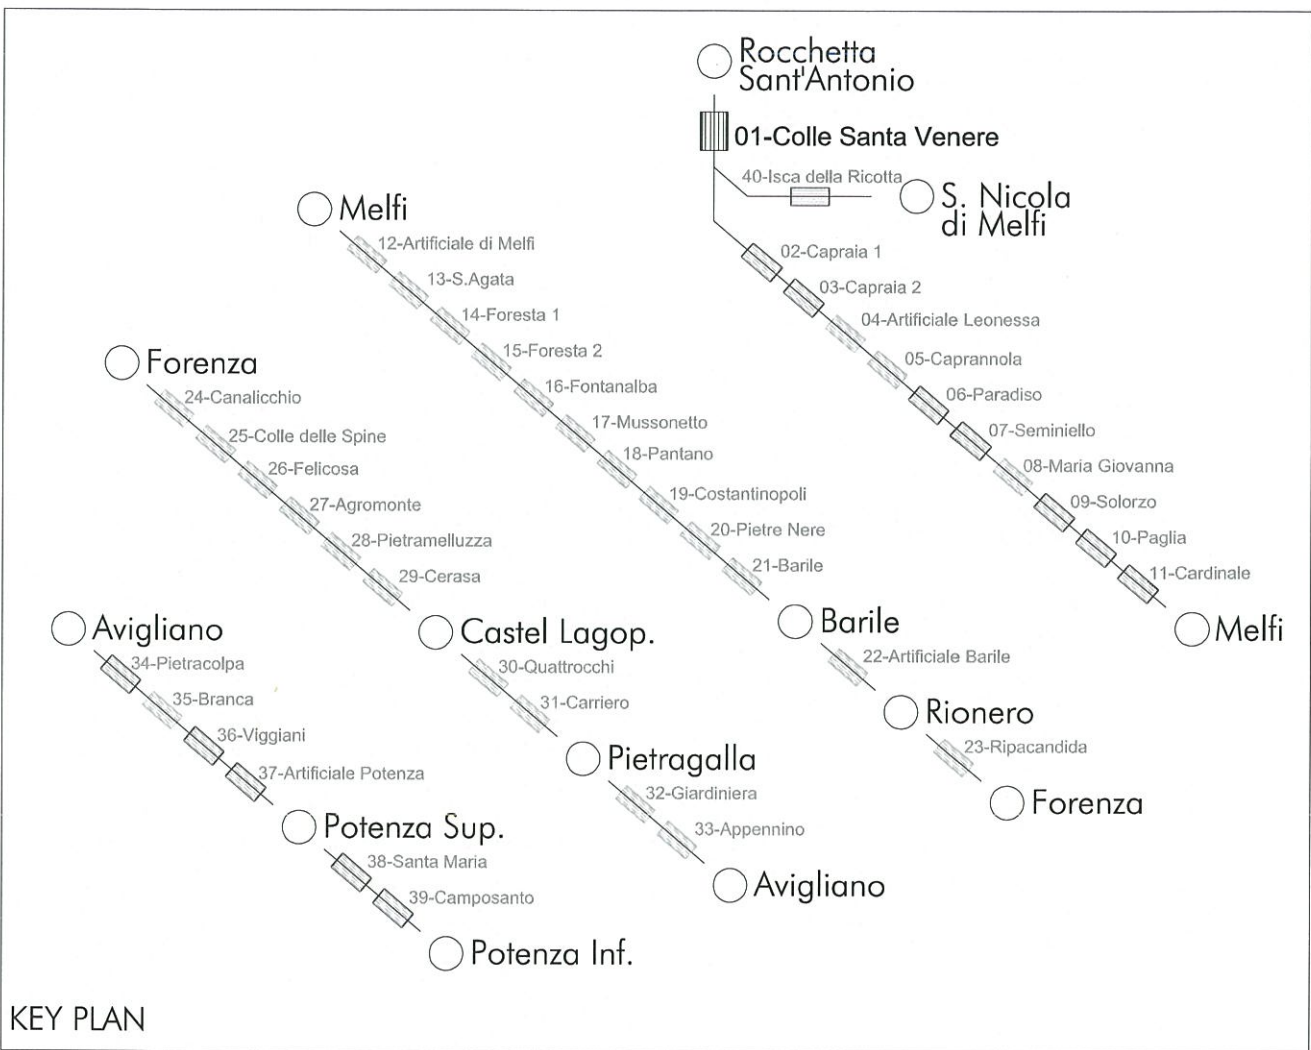 Rocchetta
Sant'Antonio
01-Colle Santa Venere
40-Isca della Ricotta
S. Nicola
di Melfi
02-Capraia 1
03-Capraia 2
04-Artificiale Leonessa
05-Caprannola
06-Paradiso
07-Seminiello
08-Maria Giovanna
09-Solorzo
10-Paglia
11-Cardinale
Melfi
Melfi
12-Artificiale di Melfi
13-S.Agata
14-Foresta 1
15-Foresta 2
16-Fontanalba
17-Mussonetto
18-Pantano
19-Costantinopoli
20-Pietre Nere
21-Barile
Barile
22-Artificiale Barile
Rionero
23-Ripacandida
Forenza
Forenza
24-Canalicchio
25-Colle delle Spine
26-Felicosa
27-Agromonte
28-Pietramelluzza
29-Cerasa
Castel Lagop.
30-Quattrocchi
31-Carriero
Pietragalla
32-Giardiniera
33-Appennino
Avigliano
Avigliano
34-Pietracolpa
35-Branca
36-Viggiani
37-Artificiale Potenza
Potenza Sup.
38-Santa Maria
39-Camposanto
Potenza Inf.
KEY PLAN